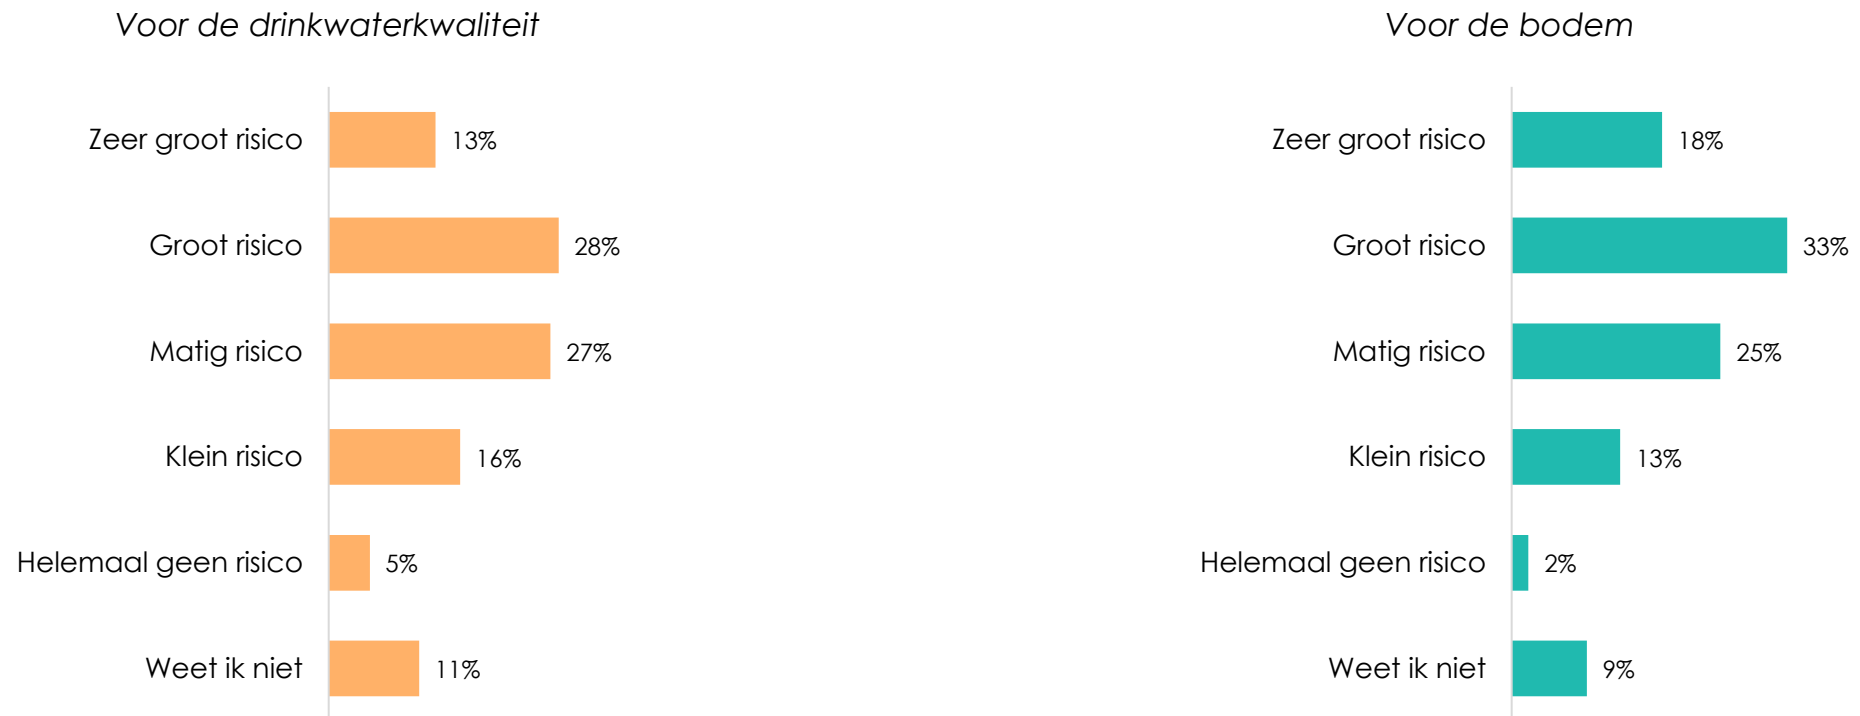 Voor de drinkwaterkwaliteit
Zeer groot risico 13%
Groot risico 28%
Matig risico 27%
Klein risico 16%
Helemaal geen risico 5%
Weet ik niet 11%
Voor de bodem
Zeer groot risico 18%
Groot risico 33%
Matig risico 25%
Klein risico 13%
Helemaal geen risico 2%
Weet ik niet 9%